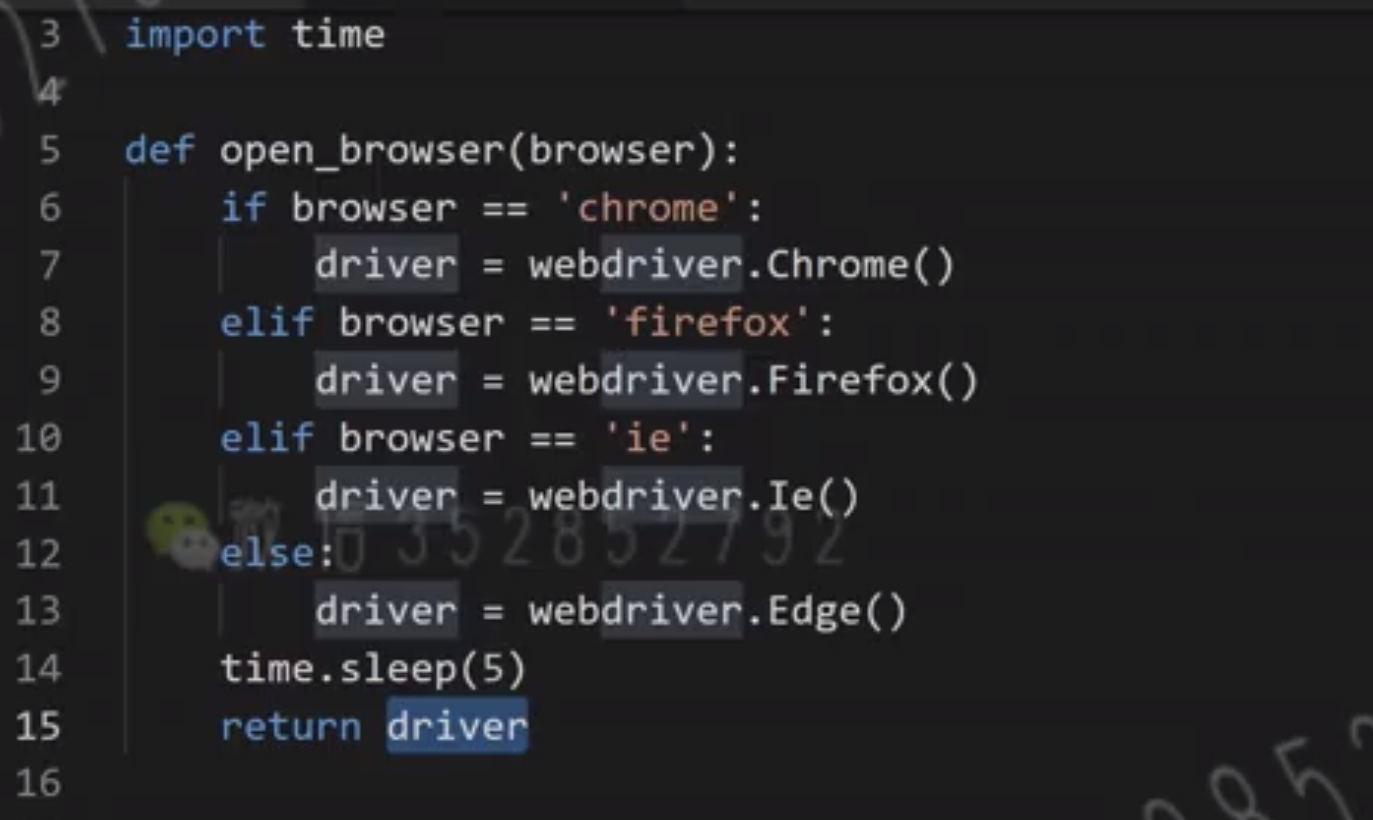 3 import time
4
5 def open_browser(browser):
6 if browser == 'chrome':
7 driver = webdriver.Chrome()
8 elif browser == 'firefox':
9 driver = webdriver.Firefox()
10 elif browser == 'ie':
11 driver = webdriver.Ie()
352852792
12 else:
13 driver = webdriver.Edge()
14 time.sleep(5)
15 return driver
16